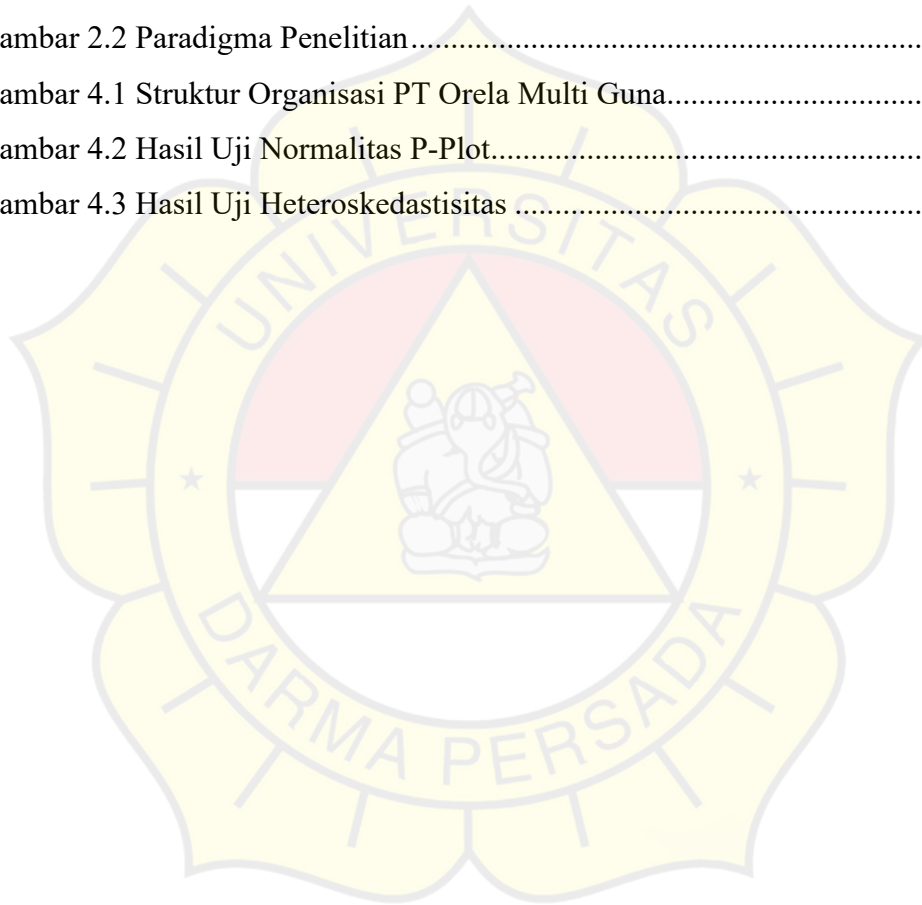 ambar 2.2 Paradigma Penelitian...............................................................
ambar 4.1 Struktur Organisasi PT Orela Multi Guna................................
ambar 4.2 Hasil Uji Normalitas P-Plot......................................................
ambar 4.3 Hasil Uji Heteroskedastisitas ...................................................
UNIVERSITAS
DARMA PERSADA